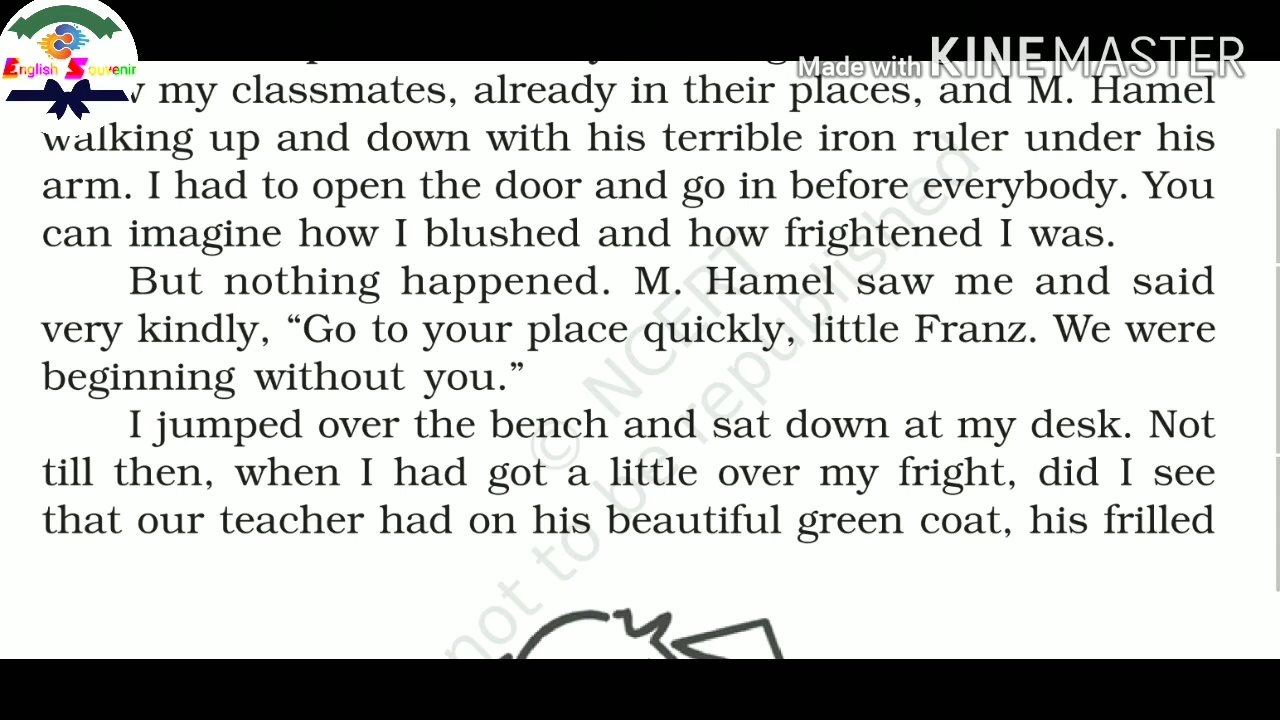 Made with KINEMASTER
English Souvenir
my classmates, already in their places, and M. Hamel
walking up and down with his terrible iron ruler under his
arm. I had to open the door and go in before everybody. You
can imagine how I blushed and how frightened I was.
But nothing happened. M. Hamel saw me and said
very kindly, “Go to your place quickly, little Franz. We were
beginning without you.”
I jumped over the bench and sat down at my desk. Not
till then, when I had got a little over my fright, did I see
that our teacher had on his beautiful green coat, his frilled
© NCERT
not to be republished